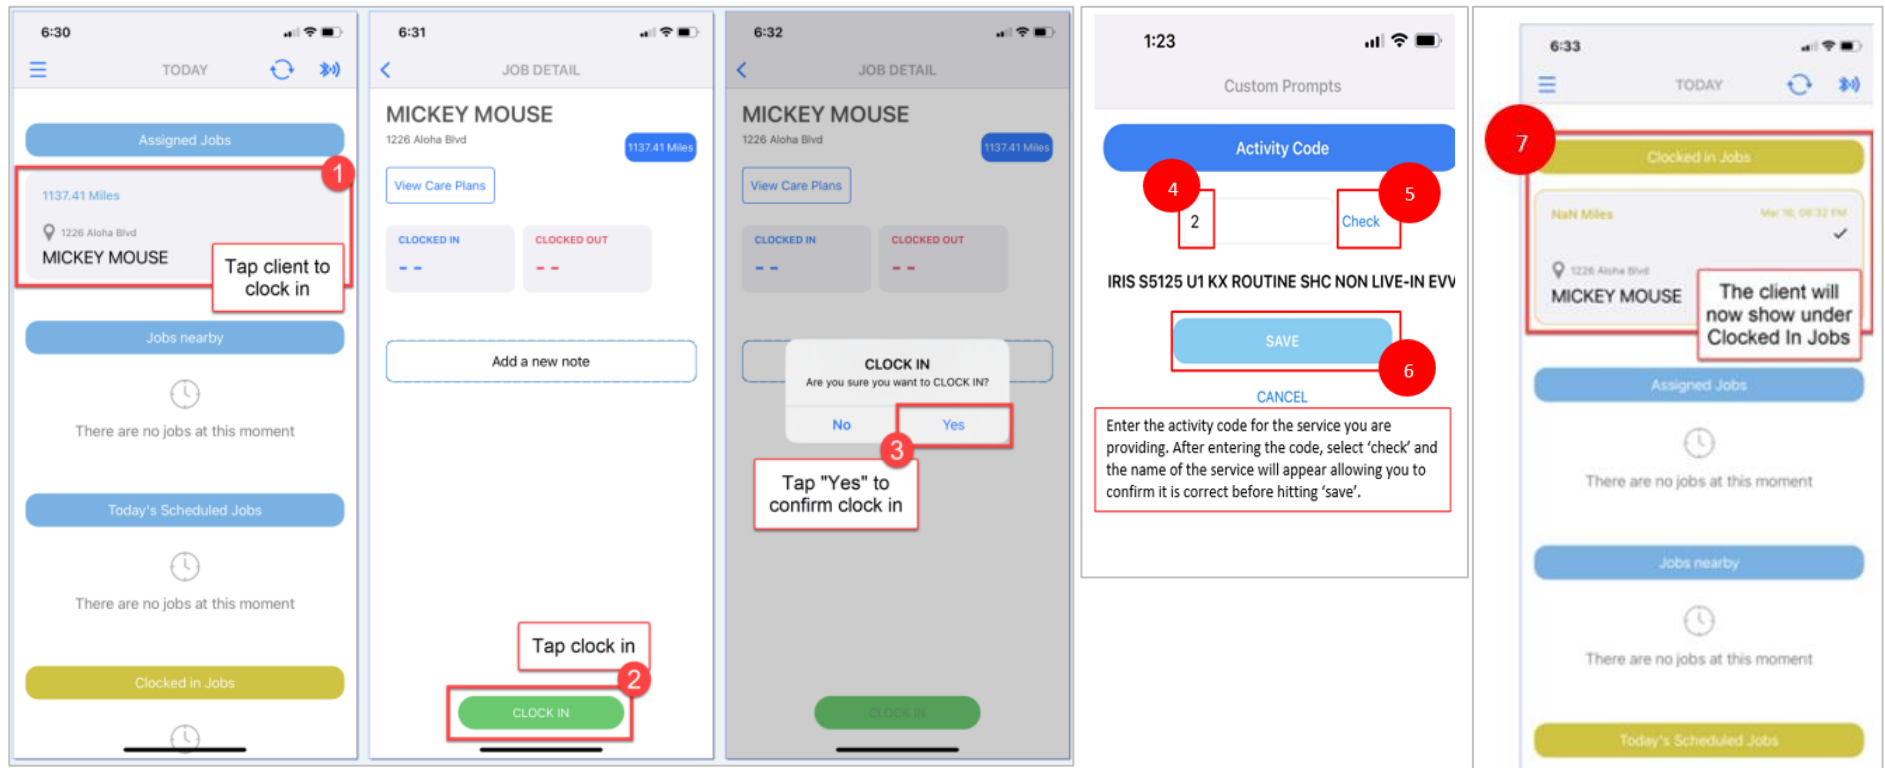 6:30
TODAY
Assigned Jobs
1
1137.41 Miles
1226 Aloha Blvd
MICKEY MOUSE
Tap client to
clock in
Jobs nearby
There are no jobs at this moment
Today's Scheduled Jobs
There are no jobs at this moment
Clocked in Jobs
6:31
JOB DETAIL
MICKEY MOUSE
1226 Aloha Blvd
1137.41 Miles
View Care Plans
CLOCKED IN
CLOCKED OUT
- -
- -
Add a new note
Tap clock in
2
CLOCK IN
6:32
JOB DETAIL
MICKEY MOUSE
1226 Aloha Blvd
1137.41 Miles
View Care Plans
CLOCKED IN
CLOCKED OUT
- -
- -
CLOCK IN
Are you sure you want to CLOCK IN?
No
Yes
3
Tap "Yes" to
confirm clock in
CLOCK IN
1:23
Custom Prompts
Activity Code
4
5
2
Check
IRIS S5125 U1 KX ROUTINE SHC NON LIVE-IN EVV
SAVE
6
CANCEL
Enter the activity code for the service you are
providing. After entering the code, select ‘check’ and
the name of the service will appear allowing you to
confirm it is correct before hitting ‘save’.
6:33
TODAY
7
Clocked in Jobs
NaN Miles
Mar 16, 06:32 PM
1226 Aloha Blvd
MICKEY MOUSE
The client will
now show under
Clocked In Jobs
Assigned Jobs
There are no jobs at this moment
Jobs nearby
There are no jobs at this moment
Today's Scheduled Jobs